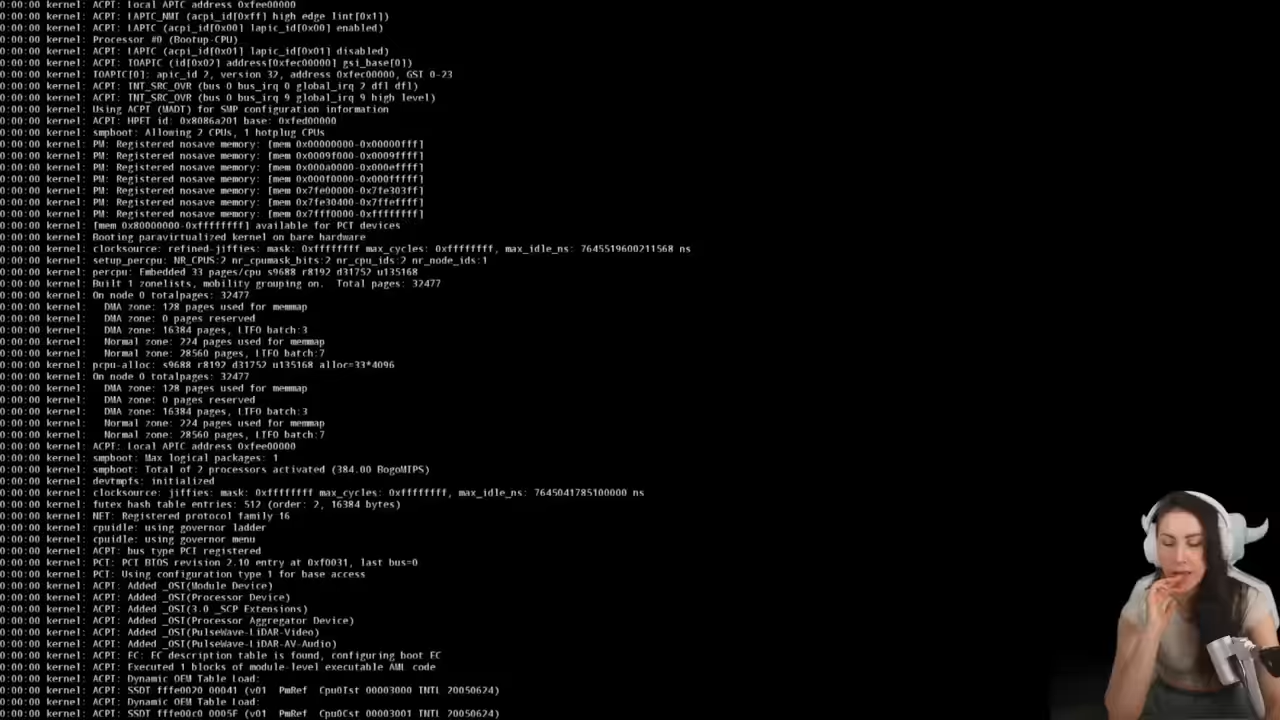 0:00:00 kernel: ACPI: Local APIC address 0xfee00000
0:00:00 kernel: ACPI: LAPIC_NMI (acpi_id[0xff] high edge lint[0x1])
0:00:00 kernel: ACPI: LAPIC (acpi_id[0x00] lapic_id[0x00] enabled)
0:00:00 kernel: Processor #0 (Bootup-CPU)
0:00:00 kernel: ACPI: LAPIC (acpi_id[0x01] lapic_id[0x01] disabled)
0:00:00 kernel: ACPI: IOAPIC (id[0x02] address[0xfec00000] gsi_base[0])
0:00:00 kernel: IOAPIC[0]: apic_id 2, version 32, address 0xfec00000, GSI 0-23
0:00:00 kernel: ACPI: INT_SRC_OVR (bus 0 bus_irq 0 global_irq 2 dfl dfl)
0:00:00 kernel: ACPI: INT_SRC_OVR (bus 0 bus_irq 9 global_irq 9 high level)
0:00:00 kernel: Using ACPI (MADT) for SMP configuration information
0:00:00 kernel: ACPI: HPET id: 0x8086a201 base: 0xfed00000
0:00:00 kernel: smpboot: Allowing 2 CPUs, 1 hotplug CPUs
0:00:00 kernel: PM: Registered nosave memory: [mem 0x00000000-0x00000fff]
0:00:00 kernel: PM: Registered nosave memory: [mem 0x0009f000-0x0009ffff]
0:00:00 kernel: PM: Registered nosave memory: [mem 0x000a0000-0x000effff]
0:00:00 kernel: PM: Registered nosave memory: [mem 0x000f0000-0x000fffff]
0:00:00 kernel: PM: Registered nosave memory: [mem 0x7fe00000-0x7fe303ff]
0:00:00 kernel: PM: Registered nosave memory: [mem 0x7fe30400-0x7ffeffff]
0:00:00 kernel: PM: Registered nosave memory: [mem 0x7fff0000-0xffffffff]
0:00:00 kernel: [mem 0x80000000-0xffffffff] available for PCI devices
0:00:00 kernel: Booting paravirtualized kernel on bare hardware
0:00:00 kernel: clocksource: refined-jiffies: mask: 0xffffffff max_cycles: 0xffffffff, max_idle_ns: 7645519600211568 ns
0:00:00 kernel: setup_percpu: NR_CPUS:2 nr_cpumask_bits:2 nr_cpu_ids:2 nr_node_ids:1
0:00:00 kernel: percpu: Embedded 33 pages/cpu s9688 r8192 d31752 u135168
0:00:00 kernel: Built 1 zonelists, mobility grouping on.  Total pages: 32477
0:00:00 kernel: On node 0 totalpages: 32477
0:00:00 kernel:   DMA zone: 128 pages used for memmap
0:00:00 kernel:   DMA zone: 0 pages reserved
0:00:00 kernel:   DMA zone: 16384 pages, LIFO batch:3
0:00:00 kernel:   Normal zone: 224 pages used for memmap
0:00:00 kernel:   Normal zone: 28560 pages, LIFO batch:7
0:00:00 kernel: pcpu-alloc: s9688 r8192 d31752 u135168 alloc=33*4096
0:00:00 kernel: On node 0 totalpages: 32477
0:00:00 kernel:   DMA zone: 128 pages used for memmap
0:00:00 kernel:   DMA zone: 0 pages reserved
0:00:00 kernel:   DMA zone: 16384 pages, LIFO batch:3
0:00:00 kernel:   Normal zone: 224 pages used for memmap
0:00:00 kernel:   Normal zone: 28560 pages, LIFO batch:7
0:00:00 kernel: ACPI: Local APIC address 0xfee00000
0:00:00 kernel: smpboot: Max logical packages: 1
0:00:00 kernel: smpboot: Total of 2 processors activated (384.00 BogoMIPS)
0:00:00 kernel: devtmpfs: initialized
0:00:00 kernel: clocksource: jiffies: mask: 0xffffffff max_cycles: 0xffffffff, max_idle_ns: 7645041785100000 ns
0:00:00 kernel: futex hash table entries: 512 (order: 2, 16384 bytes)
0:00:00 kernel: NET: Registered protocol family 16
0:00:00 kernel: cpuidle: using governor ladder
0:00:00 kernel: cpuidle: using governor menu
0:00:00 kernel: ACPI: bus type PCI registered
0:00:00 kernel: PCI: PCI BIOS revision 2.10 entry at 0xf0031, last bus=0
0:00:00 kernel: PCI: Using configuration type 1 for base access
0:00:00 kernel: ACPI: Added _OSI(Module Device)
0:00:00 kernel: ACPI: Added _OSI(Processor Device)
0:00:00 kernel: ACPI: Added _OSI(3.0 _SCP Extensions)
0:00:00 kernel: ACPI: Added _OSI(Processor Aggregator Device)
0:00:00 kernel: ACPI: Added _OSI(PulseWave-LiDAR-Video)
0:00:00 kernel: ACPI: Added _OSI(PulseWave-LiDAR-AV-Audio)
0:00:00 kernel: ACPI: EC: EC description table is found, configuring boot EC
0:00:00 kernel: ACPI: Executed 1 blocks of module-level executable AML code
0:00:00 kernel: ACPI: Dynamic OEM Table Load:
0:00:00 kernel: ACPI: SSDT fffe0020 00041 (v01  PmRef  Cpu0Ist 00003000 INTL 20050624)
0:00:00 kernel: ACPI: Dynamic OEM Table Load:
0:00:00 kernel: ACPI: SSDT fffe00c0 0005F (v01  PmRef  Cpu0Cst 00003001 INTL 20050624)